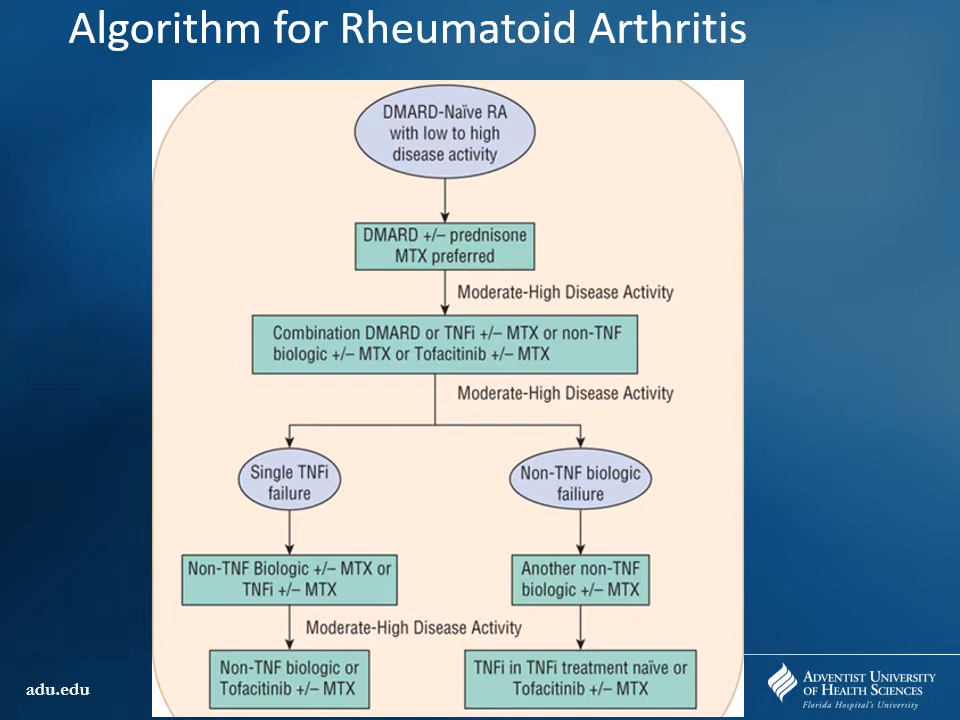 Algorithm for Rheumatoid Arthritis
DMARD-Naïve RA
with low to high
disease activity
DMARD +/– prednisone
MTX preferred
Moderate-High Disease Activity
Combination DMARD or TNFi +/– MTX or non-TNF
biologic +/– MTX or Tofacitinib +/– MTX
Moderate-High Disease Activity
Single TNFi
failure
Non-TNF biologic
failiure
Non-TNF Biologic +/– MTX or
TNFi +/– MTX
Another non-TNF
biologic +/– MTX
Moderate-High Disease Activity
Non-TNF biologic or
Tofacitinib +/– MTX
TNFi in TNFi treatment naïve or
Tofacitinib +/– MTX
adu.edu
ADVENTIST UNIVERSITY
OF HEALTH SCIENCES
Florida Hospital's University